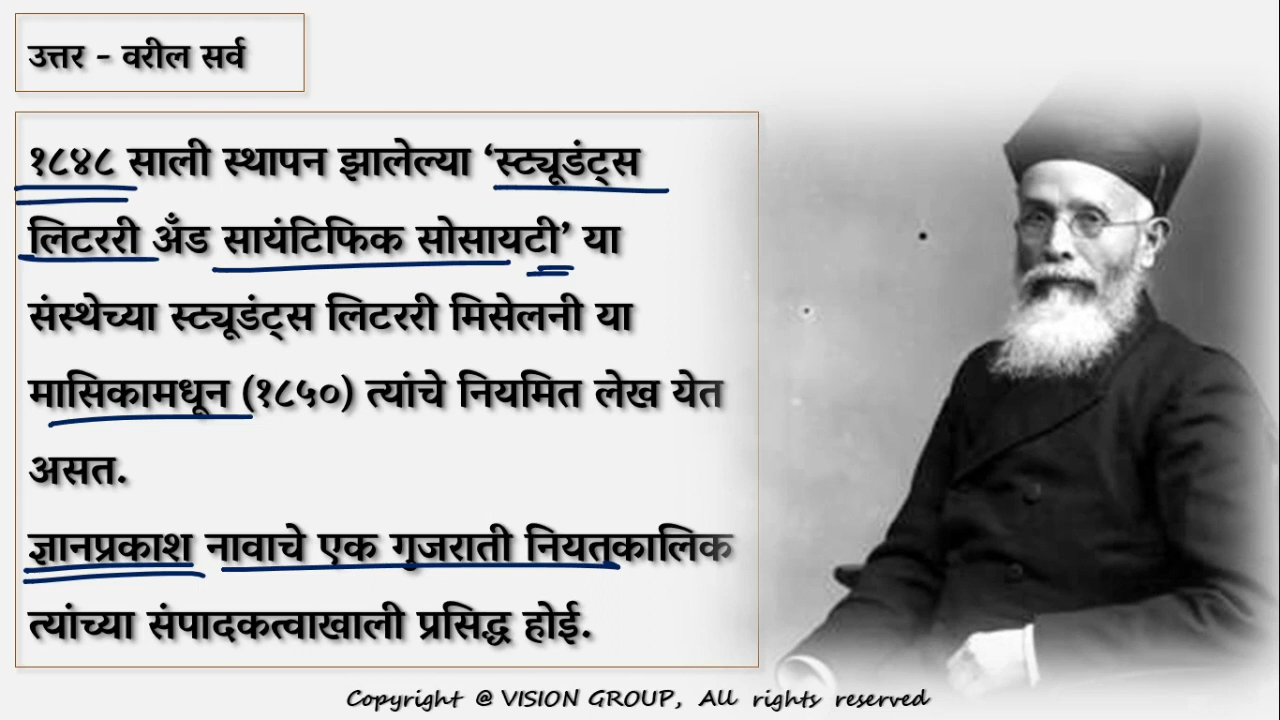 उत्तर - वरील सर्व
१८४८ साली स्थापन झालेल्या ‘स्ट्यूडंट्स
लिटररी अँड सायंटिफिक सोसायटी’ या
संस्थेच्या स्ट्यूडंट्स लिटररी मिसेलनी या
मासिकामधून (१८५०) त्यांचे नियमित लेख येत
असत.
ज्ञानप्रकाश नावाचे एक गुजराती नियतकालिक
त्यांच्या संपादकत्वाखाली प्रसिद्ध होई.
Copyright @ VISION GROUP, All rights reserved